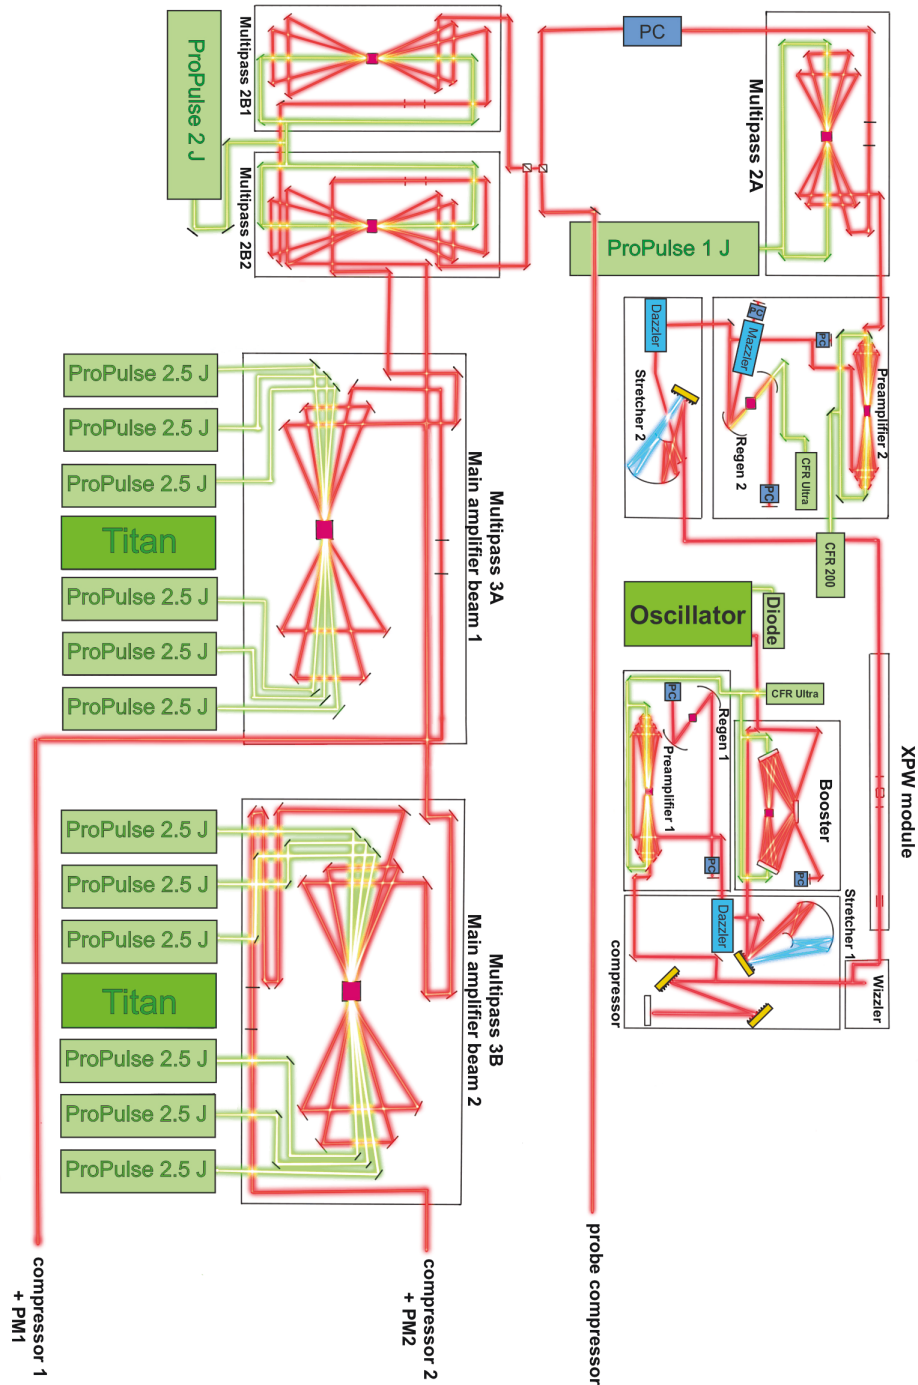 PC
Multipass 2B1
ProPulse 2 J
Multipass 2A
Multipass 2B2
ProPulse 1 J
Dazzler
PC
Mazzler
PC
Preamplifier 2
Stretcher 2
Regen 2
CFR Ultra
PC
CFR 200
ProPulse 2.5 J
ProPulse 2.5 J
ProPulse 2.5 J
Titan
ProPulse 2.5 J
ProPulse 2.5 J
ProPulse 2.5 J
Multipass 3A
Main amplifier beam 1
Oscillator
Diode
PC
CFR Ultra
Regen 1
Preamplifier 1
Booster
PC
PC
XPW module
Dazzler
Stretcher 1
compressor
Wizzler
ProPulse 2.5 J
ProPulse 2.5 J
ProPulse 2.5 J
Titan
ProPulse 2.5 J
ProPulse 2.5 J
ProPulse 2.5 J
Multipass 3B
Main amplifier beam 2
compressor 1
+ PM1
compressor 2
+ PM2
probe compressor